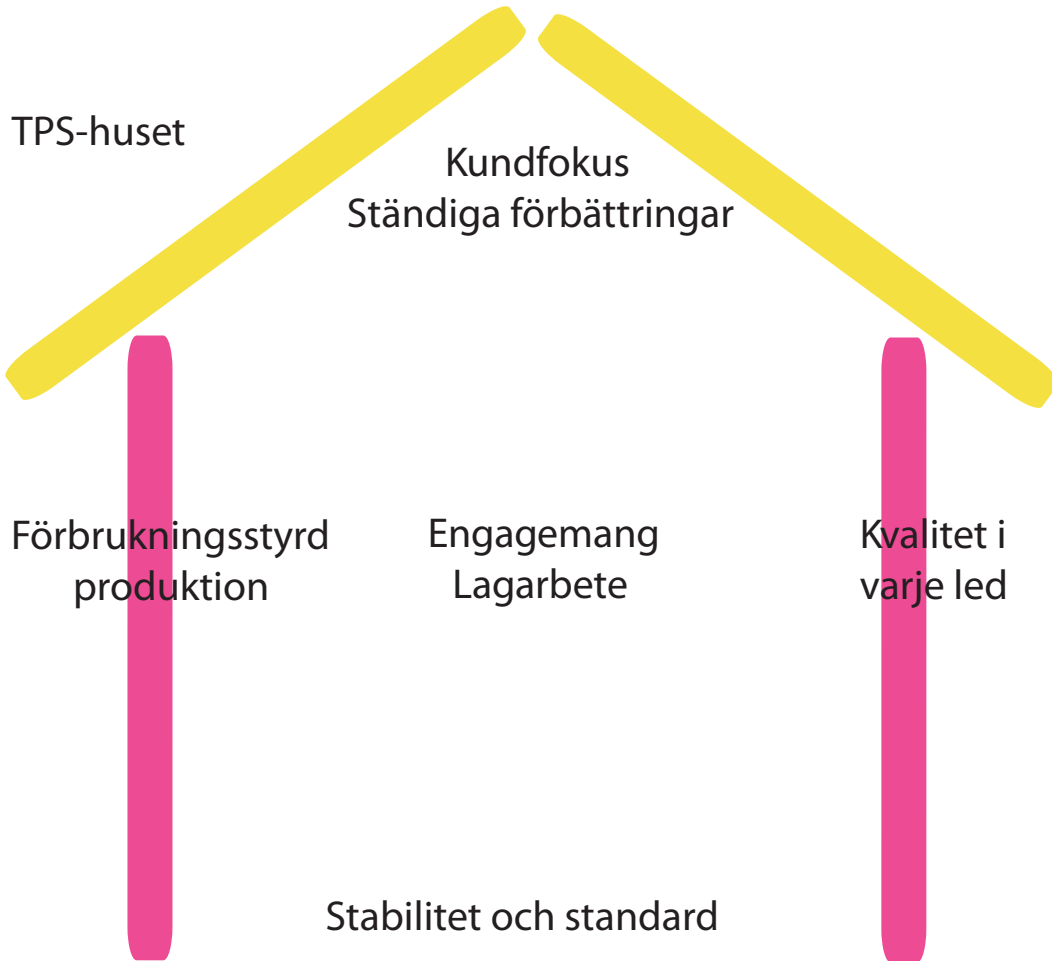 TPS-huset
Kundfokus
Ständiga förbättringar
Förbrukningsstyrd
produktion
Engagemang
Lagarbete
Kvalitet i
varje led
Stabilitet och standard